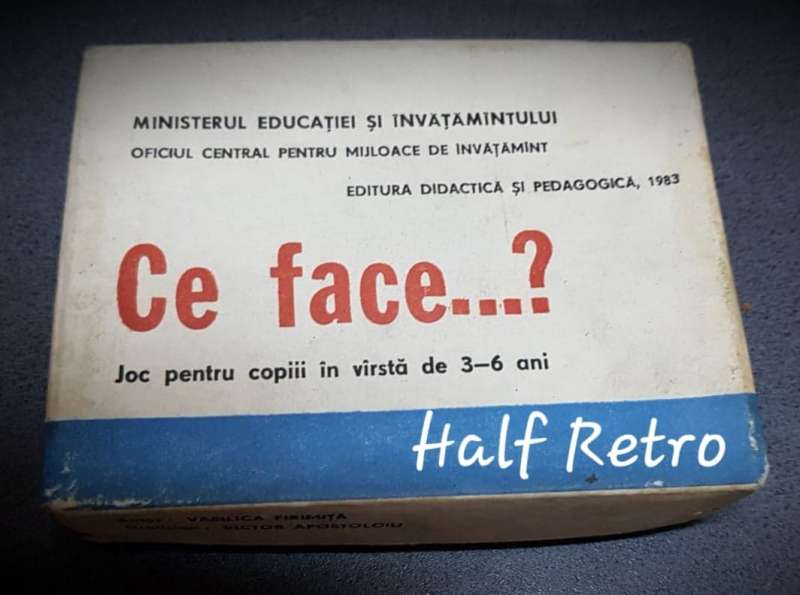 MINISTERUL EDUCAȚIEI ȘI ÎNVĂȚĂMÎNTULUI
OFICIUL CENTRAL PENTRU MIJLOACE DE ÎNVĂȚĂMÎNT
EDITURA DIDACTICĂ ȘI PEDAGOGICĂ, 1983
Ce face...?
Joc pentru copiii în vîrstă de 3–6 ani
Half Retro
VASILICA FIRIMIȚĂ
VICTOR APOSTOLOIU